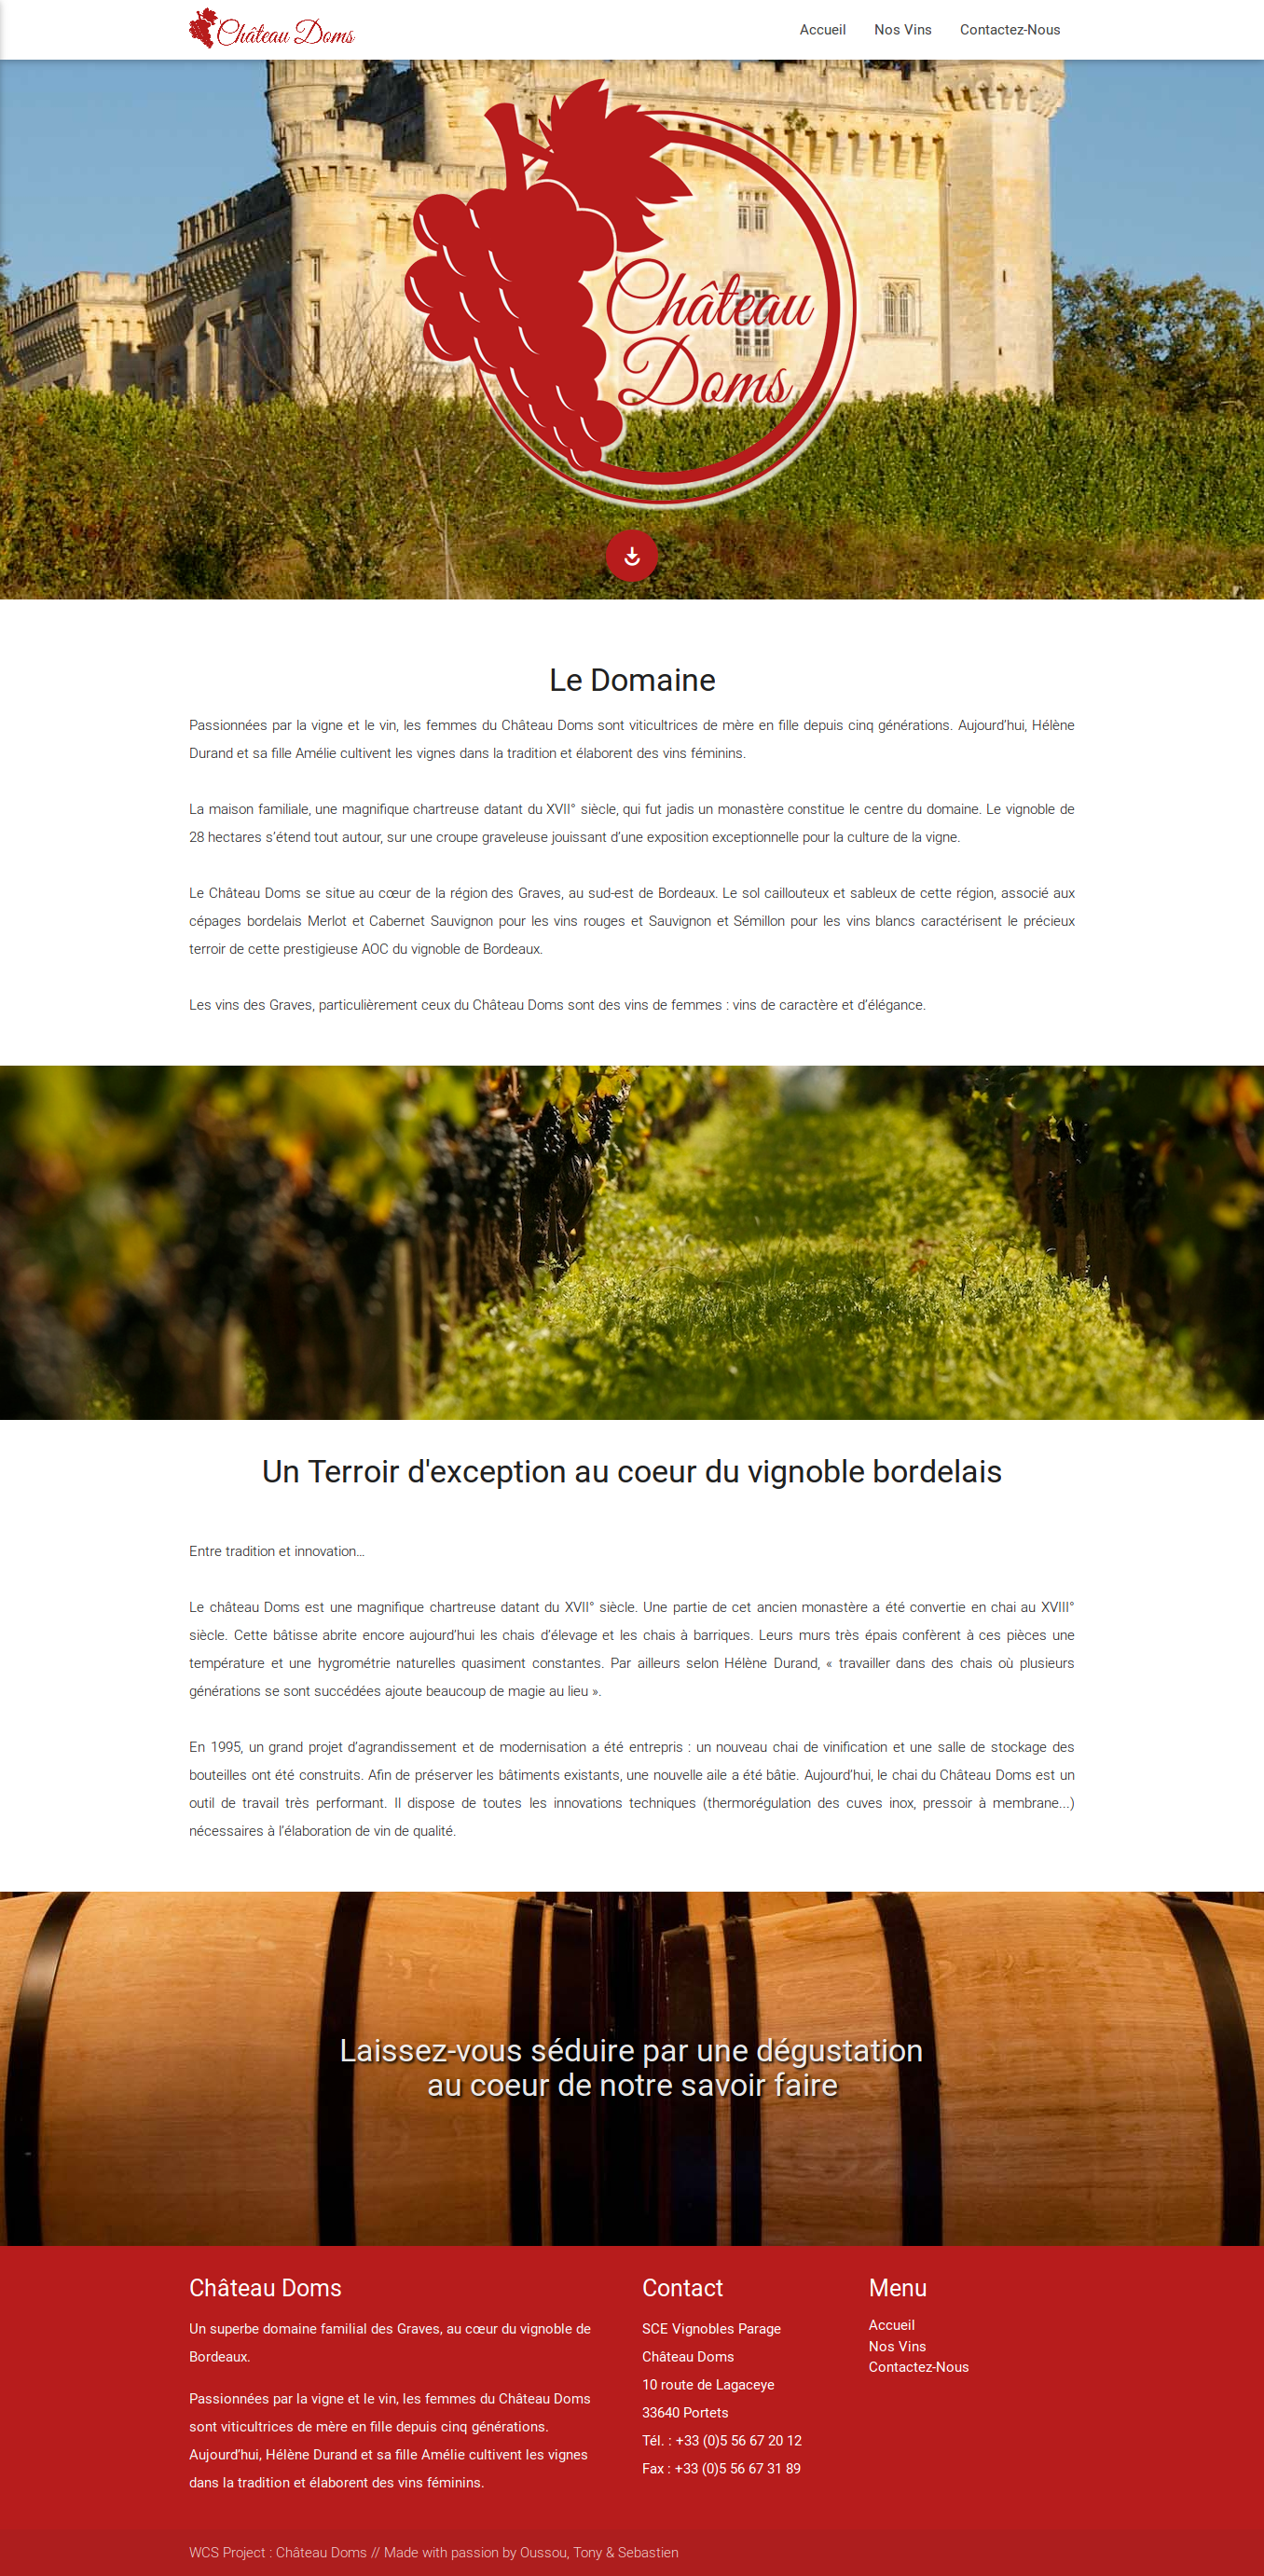 Château Doms
Accueil
Nos Vins
Contactez-Nous
Château
Doms
Le Domaine
Passionnées par la vigne et le vin, les femmes du Château Doms sont viticultrices de mère en fille depuis cinq générations. Aujourd’hui, Hélène
Durand et sa fille Amélie cultivent les vignes dans la tradition et élaborent des vins féminins.
La maison familiale, une magnifique chartreuse datant du XVII° siècle, qui fut jadis un monastère constitue le centre du domaine. Le vignoble de
28 hectares s’étend tout autour, sur une croupe graveleuse jouissant d’une exposition exceptionnelle pour la culture de la vigne.
Le Château Doms se situe au cœur de la région des Graves, au sud-est de Bordeaux. Le sol caillouteux et sableux de cette région, associé aux
cépages bordelais Merlot et Cabernet Sauvignon pour les vins rouges et Sauvignon et Sémillon pour les vins blancs caractérisent le précieux
terroir de cette prestigieuse AOC du vignoble de Bordeaux.
Les vins des Graves, particulièrement ceux du Château Doms sont des vins de femmes : vins de caractère et d’élégance.
Un Terroir d'exception au coeur du vignoble bordelais
Entre tradition et innovation…
Le château Doms est une magnifique chartreuse datant du XVII° siècle. Une partie de cet ancien monastère a été convertie en chai au XVIII°
siècle. Cette bâtisse abrite encore aujourd’hui les chais d’élevage et les chais à barriques. Leurs murs très épais confèrent à ces pièces une
température et une hygrométrie naturelles quasiment constantes. Par ailleurs selon Hélène Durand, « travailler dans des chais où plusieurs
générations se sont succédées ajoute beaucoup de magie au lieu ».
En 1995, un grand projet d’agrandissement et de modernisation a été entrepris : un nouveau chai de vinification et une salle de stockage des
bouteilles ont été construits. Afin de préserver les bâtiments existants, une nouvelle aile a été bâtie. Aujourd’hui, le chai du Château Doms est un
outil de travail très performant. Il dispose de toutes les innovations techniques (thermorégulation des cuves inox, pressoir à membrane...)
nécessaires à l’élaboration de vin de qualité.
Laissez-vous séduire par une dégustation
au coeur de notre savoir faire
Château Doms
Un superbe domaine familial des Graves, au cœur du vignoble de
Bordeaux.
Passionnées par la vigne et le vin, les femmes du Château Doms
sont viticultrices de mère en fille depuis cinq générations.
Aujourd’hui, Hélène Durand et sa fille Amélie cultivent les vignes
dans la tradition et élaborent des vins féminins.
Contact
SCE Vignobles Parage
Château Doms
10 route de Lagaceye
33640 Portets
Tél. : +33 (0)5 56 67 20 12
Fax : +33 (0)5 56 67 31 89
Menu
Accueil
Nos Vins
Contactez-Nous
WCS Project : Château Doms // Made with passion by Oussou, Tony & Sebastien